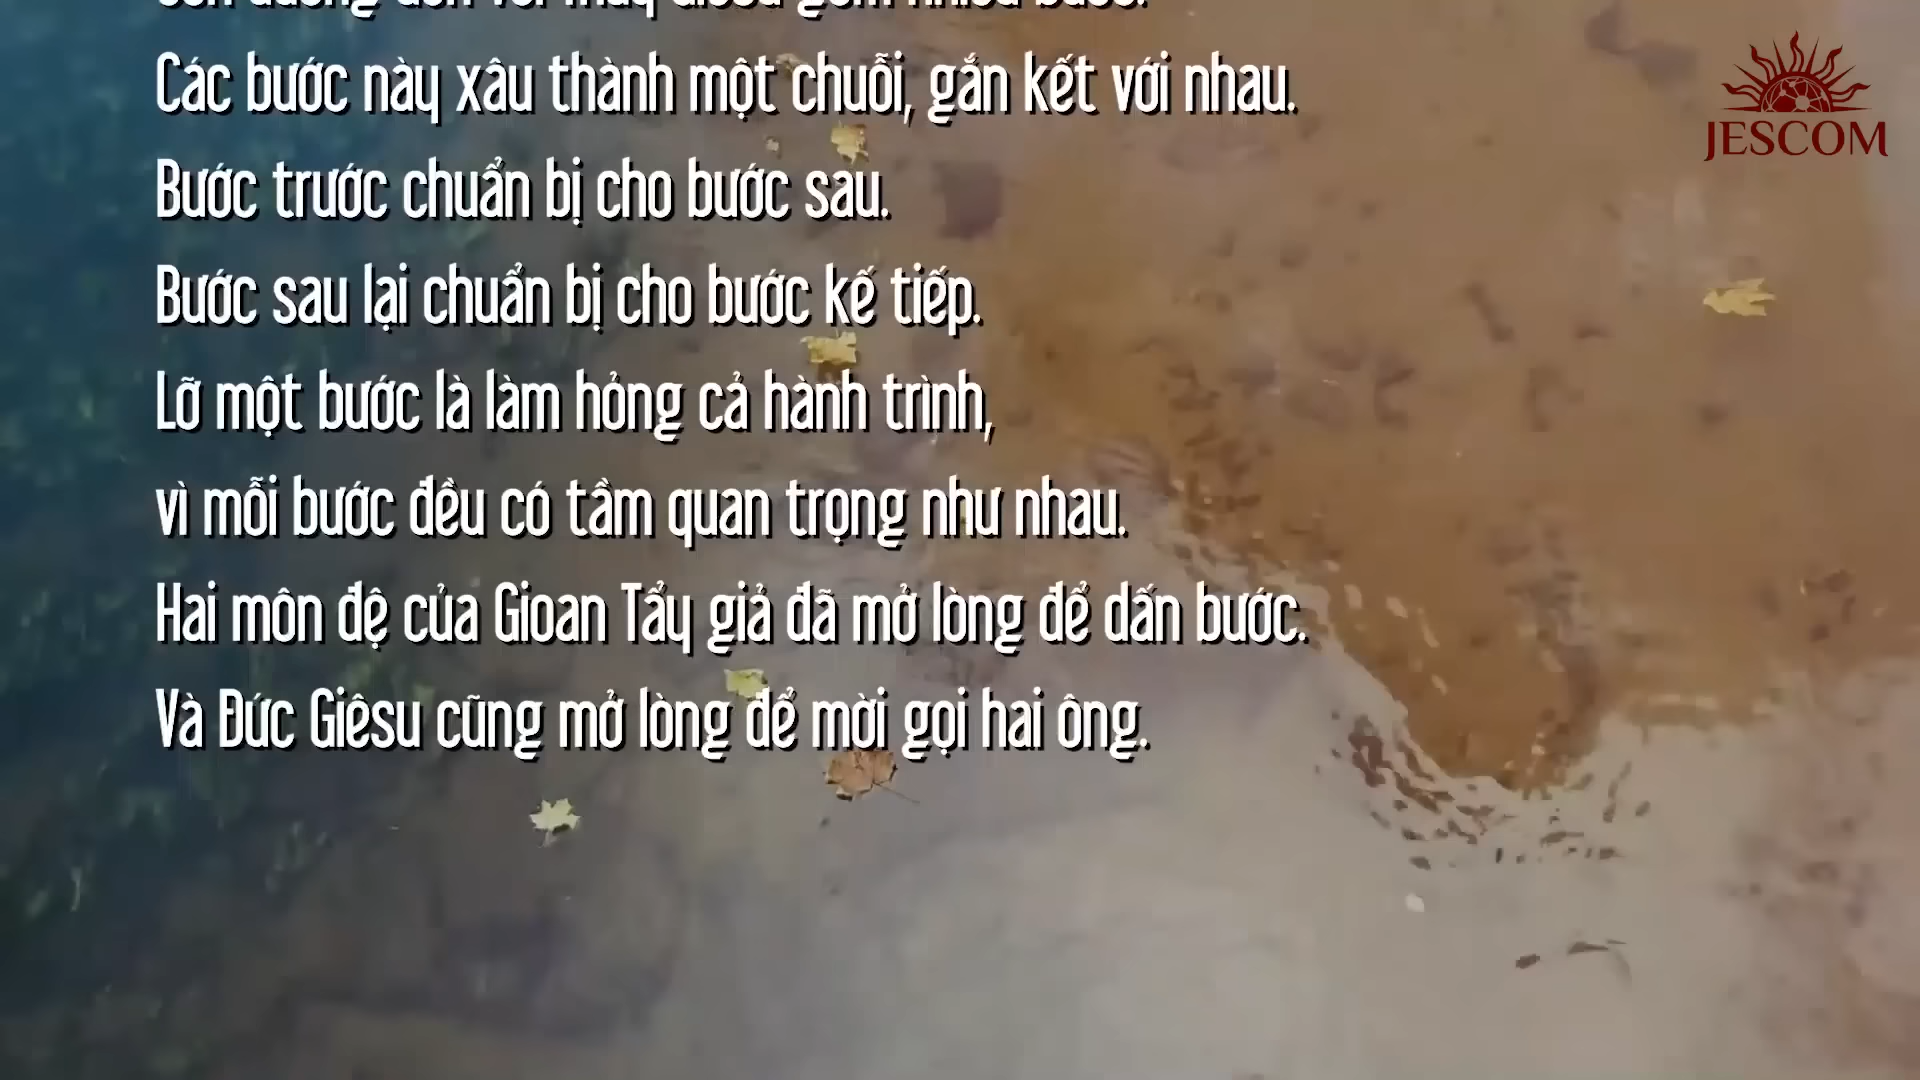 Các bước này xâu thành một chuỗi, gắn kết với nhau.
Bước trước chuẩn bị cho bước sau.
Bước sau lại chuẩn bị cho bước kế tiếp.
Lỡ một bước là làm hỏng cả hành trình,
vì mỗi bước đều có tầm quan trọng như nhau.
Hai môn đệ của Gioan Tẩy giả đã mở lòng để dấn bước.
Và Đức Giêsu cũng mở lòng để mời gọi hai ông.
JESCOM